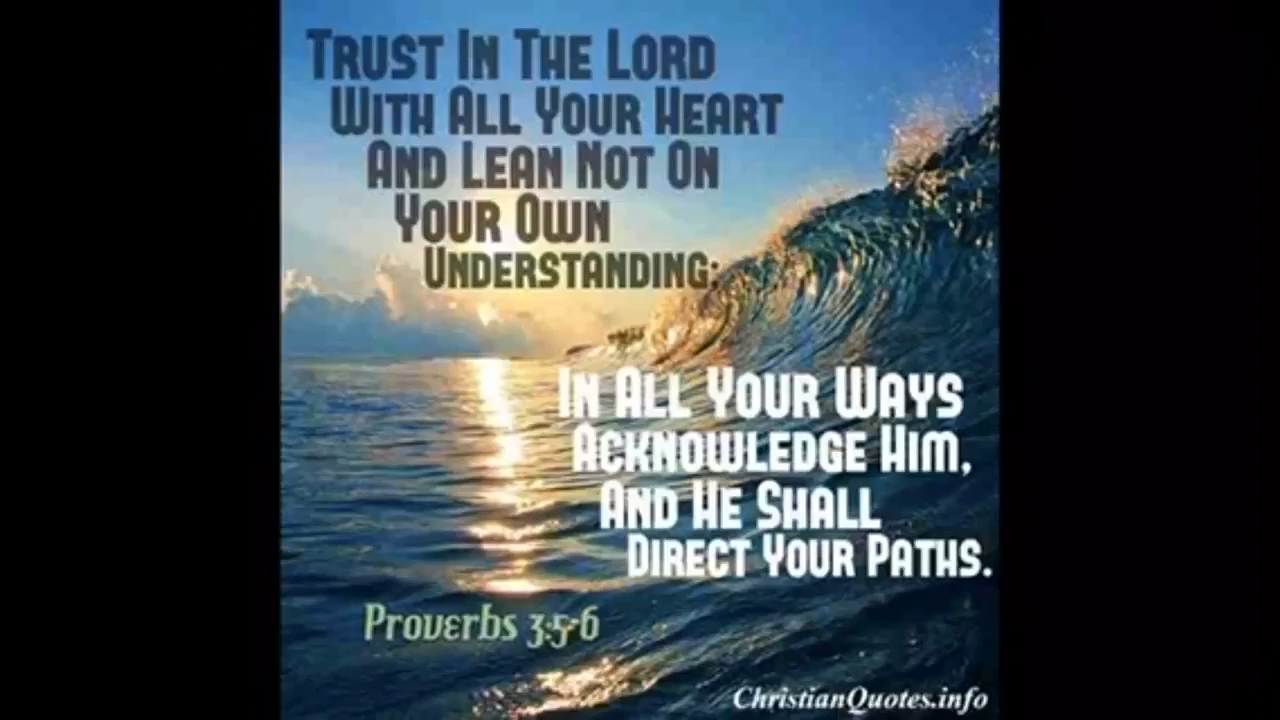 Trust In The Lord
With All Your Heart
And Lean Not On
Your Own
Understanding;
In All Your Ways
Acknowledge Him,
And He Shall
Direct Your Paths.
Proverbs 3:5-6
ChristianQuotes.info